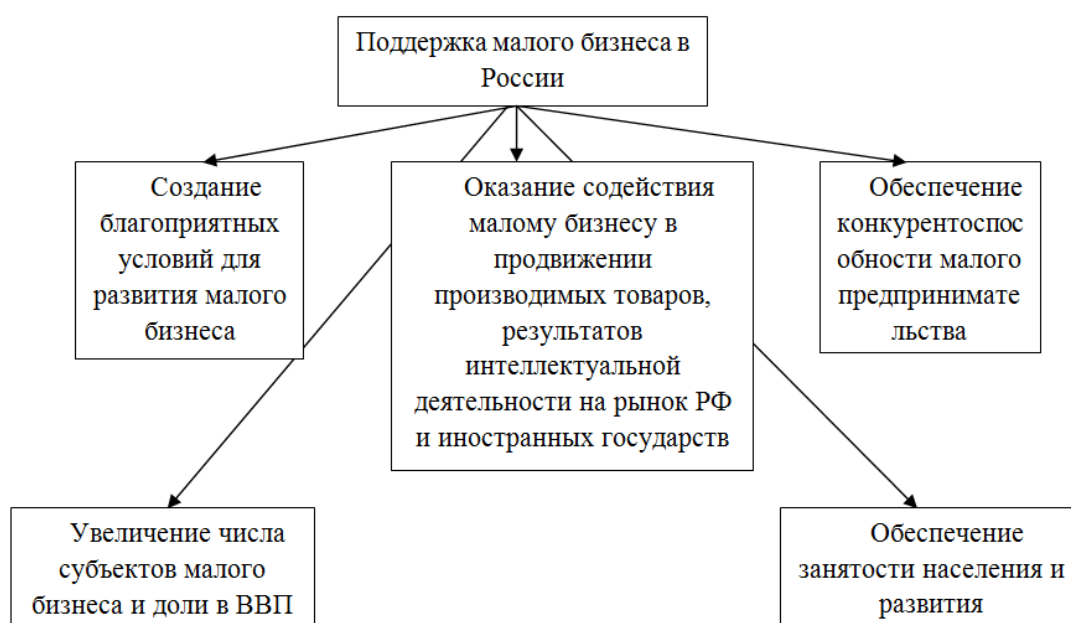 Поддержка малого бизнеса в
России
Создание
благоприятных
условий для
развития малого
бизнеса
Оказание содействия
малому бизнесу в
продвижении
производимых товаров,
результатов
интеллектуальной
деятельности на рынок РФ
и иностранных государств
Обеспечение
конкурентоспос
обности малого
предпринимате
льства
Увеличение числа
субъектов малого
бизнеса и доли в ВВП
Обеспечение
занятости населения и
развития